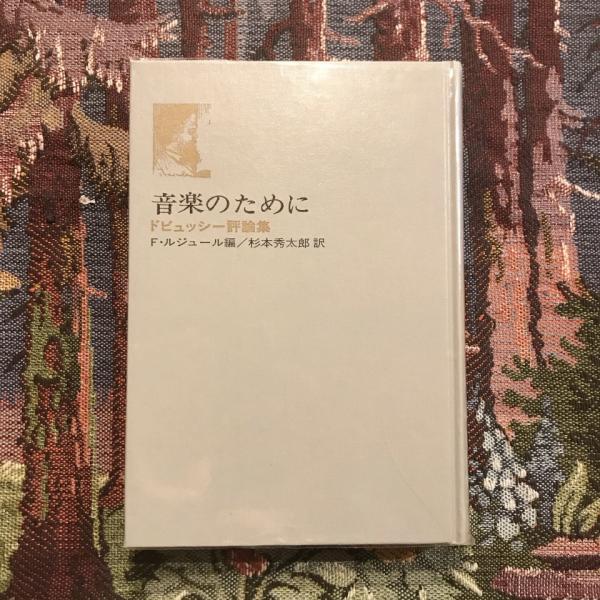 音楽のために
ドビュッシー評論集
F・ルジュール編／杉本秀太郎 訳